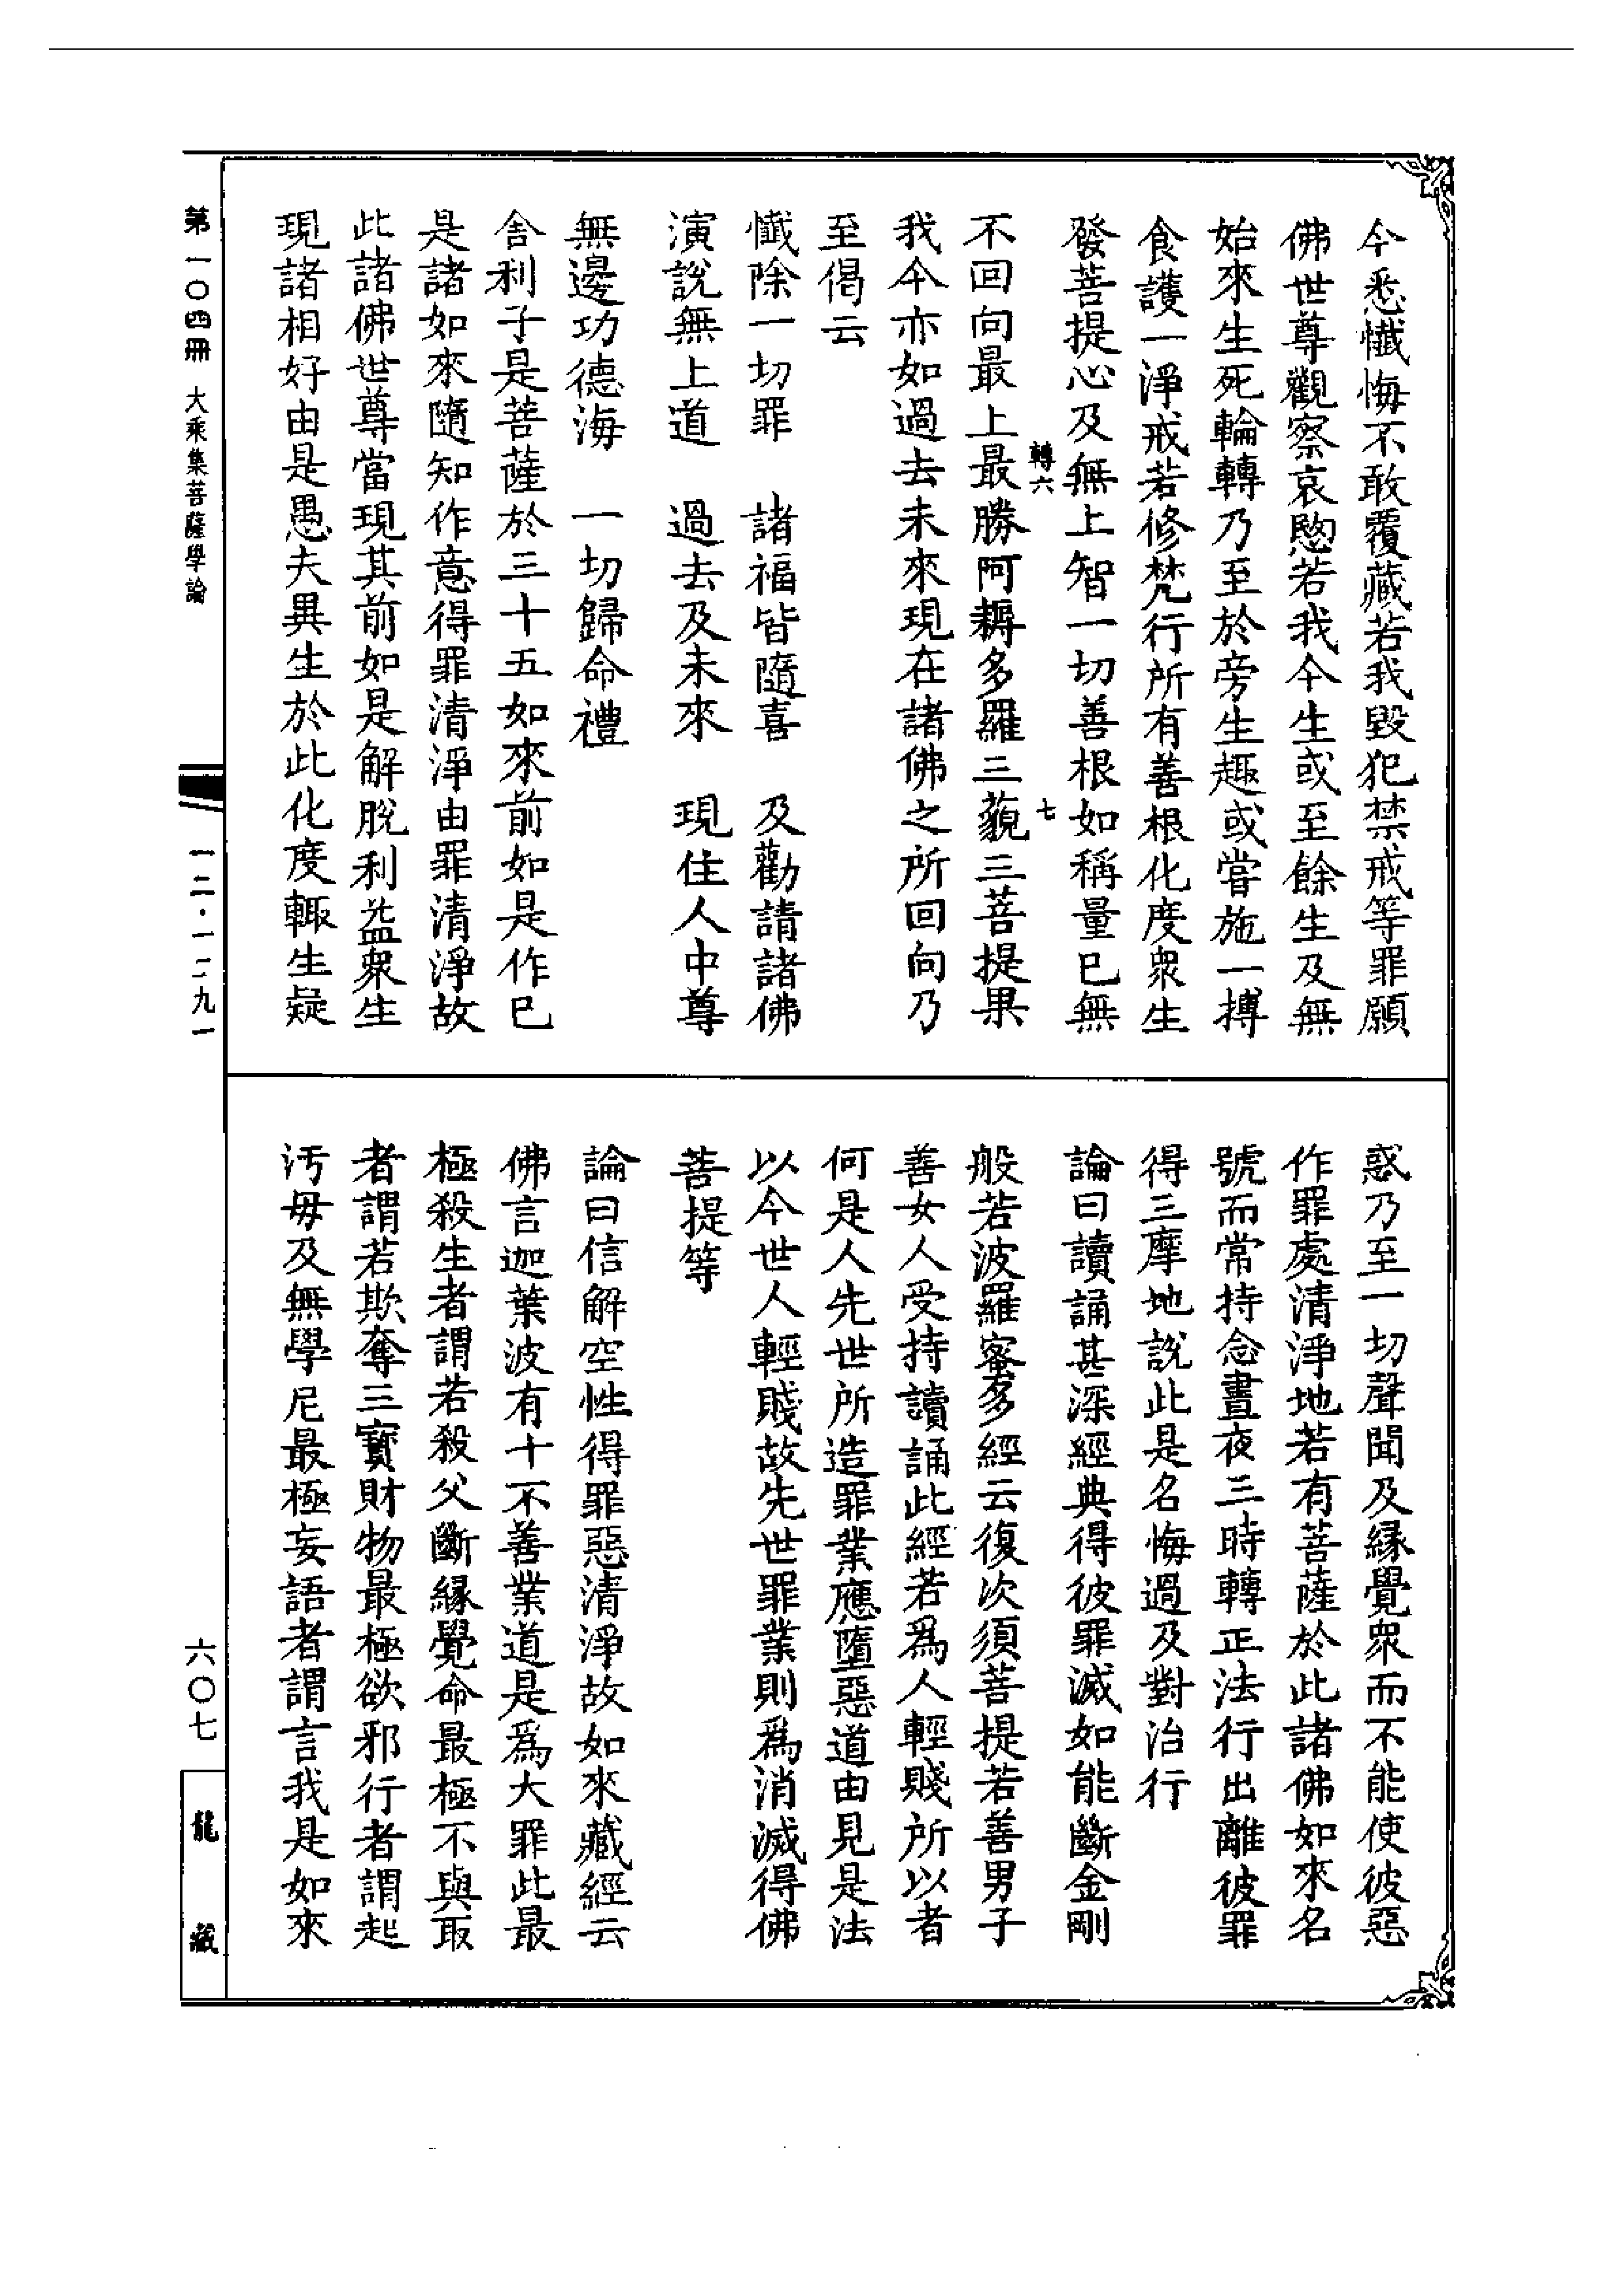 今悉懺悔不敢覆藏若我毀犯禁戒等罪願
佛世尊觀察哀愍若我今生或至餘生及無
始來生死輪轉乃至於旁生趣或嘗施一摶
食護一淨戒若修梵行所有善根化度衆生
發菩提心及無上智一切善根如稱量已無
轉六
七
不回向最上最勝阿耨多羅三藐三菩提果
我今亦如過去未來現在諸佛之所回向乃
至偈云
懺除一切罪　諸福皆隨喜　及勸請諸佛
演說無上道　過去及未來　現住人中尊
無邊功德海　一切歸命禮
舍利子是菩薩於三十五如來前如是作已
是諸如來隨知作意得罪清淨由罪清淨故
此諸佛世尊當現其前如是解脫利益衆生
現諸相好由是愚夫異生於此化度輙生疑
惑乃至一切聲聞及緣覺衆而不能使彼惡
作罪處清淨地若有菩薩於此諸佛如來名
號而常持念晝夜三時轉正法行出離彼罪
得三摩地說此是名悔過及對治行
論曰讀誦甚深經典得彼罪滅如能斷金剛
般若波羅蜜多經云復次須菩提若善男子
善女人受持讀誦此經若爲人輕賤所以者
何是人先世所造罪業應墮惡道由見是法
以今世人輕賤故先世罪業則爲消滅得佛
菩提等
論曰信解空性得罪惡清淨故如來藏經云
佛言迦葉波有十不善業道是爲大罪此最
極殺生者謂若殺父斷緣覺命最極不與取
者謂若欺奪三寶財物最極欲邪行者謂起
汚母及無學尼最極妄語者謂言我是如來
第一〇四冊　大乘集菩薩學論
一二·一二九一
六〇七
龍藏